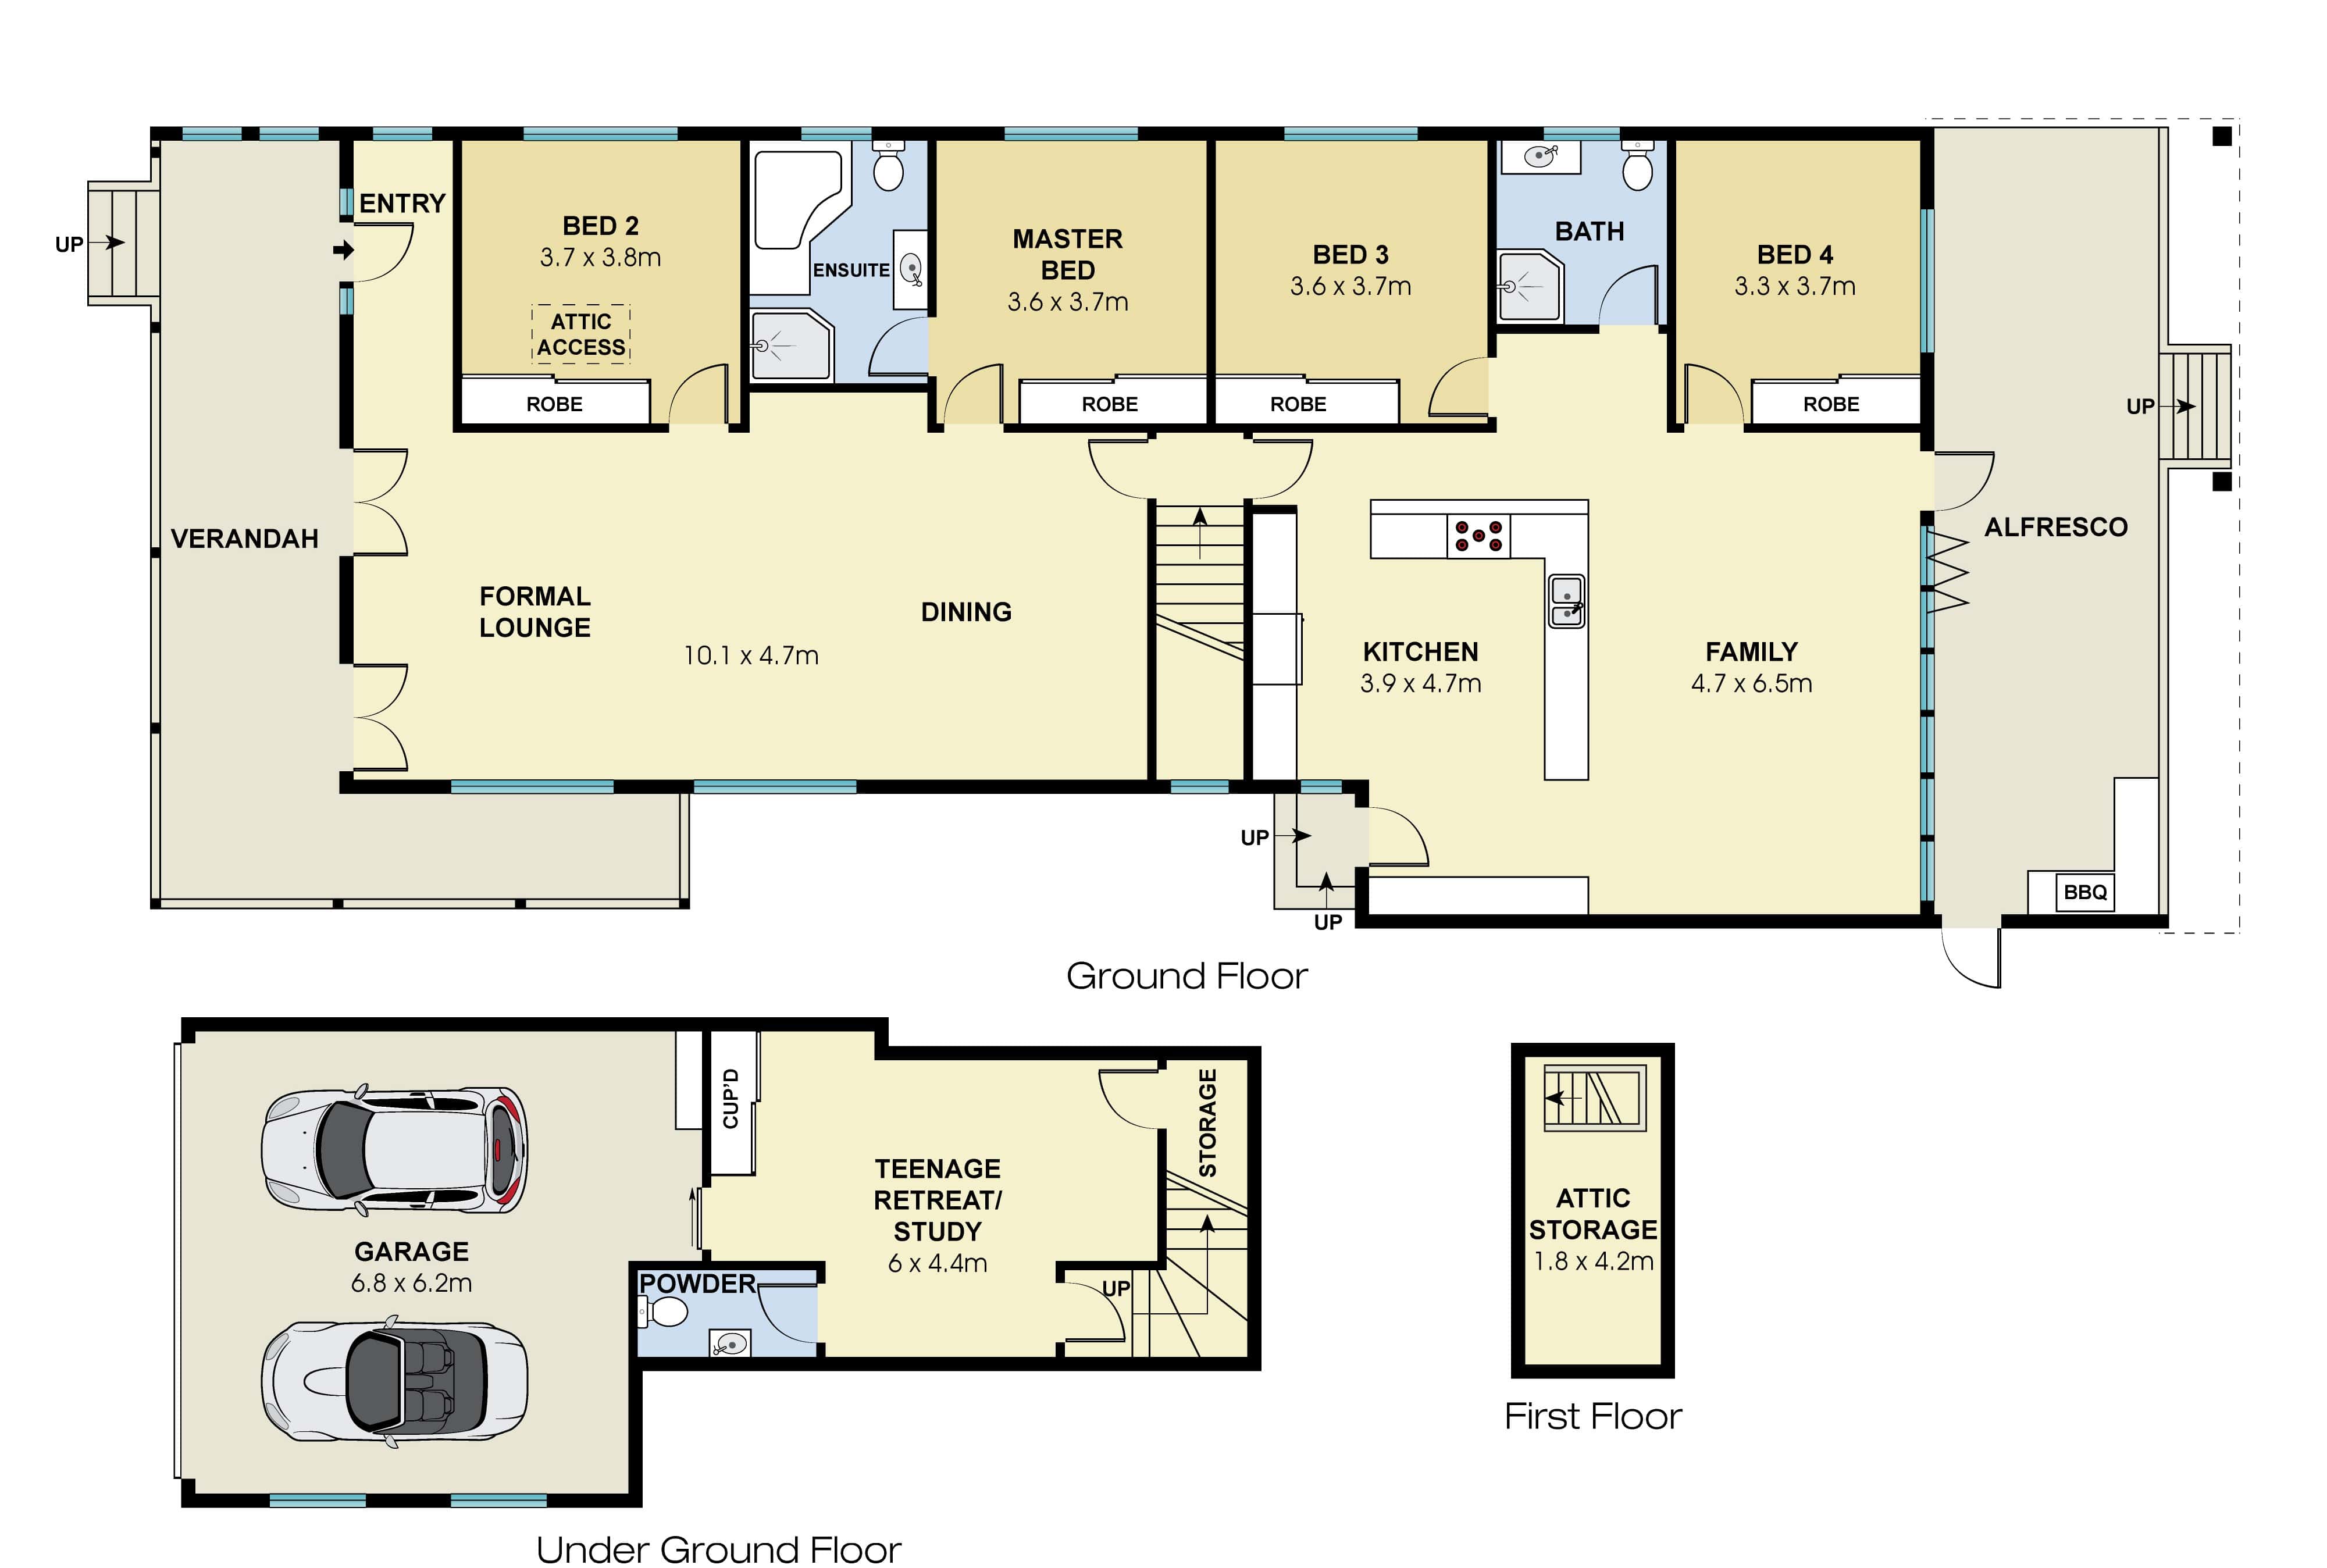 UP
ENTRY
BED 2
3.7 x 3.8m
ATTIC
ACCESS
ROBE
ENSUITE
MASTER
BED
3.6 x 3.7m
ROBE
BED 3
3.6 x 3.7m
ROBE
BATH
BED 4
3.3 x 3.7m
ROBE
UP
VERANDAH
FORMAL
LOUNGE
10.1 x 4.7m
DINING
KITCHEN
3.9 x 4.7m
FAMILY
4.7 x 6.5m
ALFRESCO
UP
UP
BBQ
Ground Floor
GARAGE
6.8 x 6.2m
CUP'D
TEENAGE
RETREAT/
STUDY
6 x 4.4m
STORAGE
POWDER
UP
Under Ground Floor
ATTIC
STORAGE
1.8 x 4.2m
First Floor